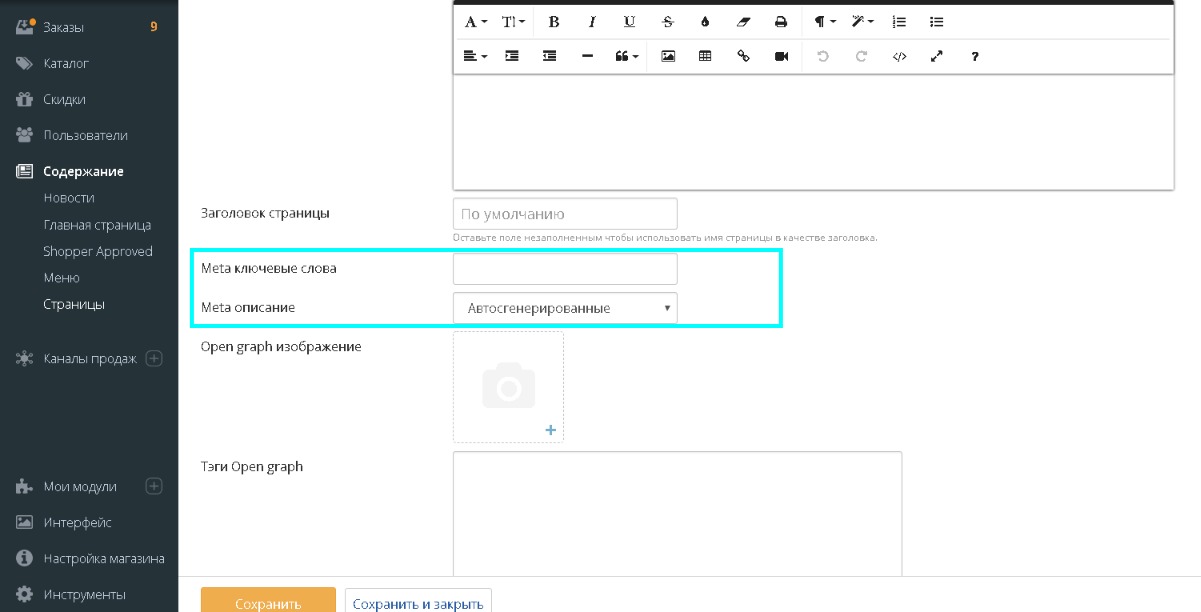 Заказы 9
Каталог
Скидки
Пользователи
Содержание
Новости
Главная страница
Shopper Approved
Меню
Страницы
Каналы продаж
Мои модули
Интерфейс
Настройка магазина
Инструменты
Заголовок страницы
По умолчанию
Оставьте поле незаполненным чтобы использовать имя страницы в качестве заголовка.
Meta ключевые слова
Meta описание
Автосгенерированные
Open graph изображение
Тэги Open graph
Сохранить
Сохранить и закрыть